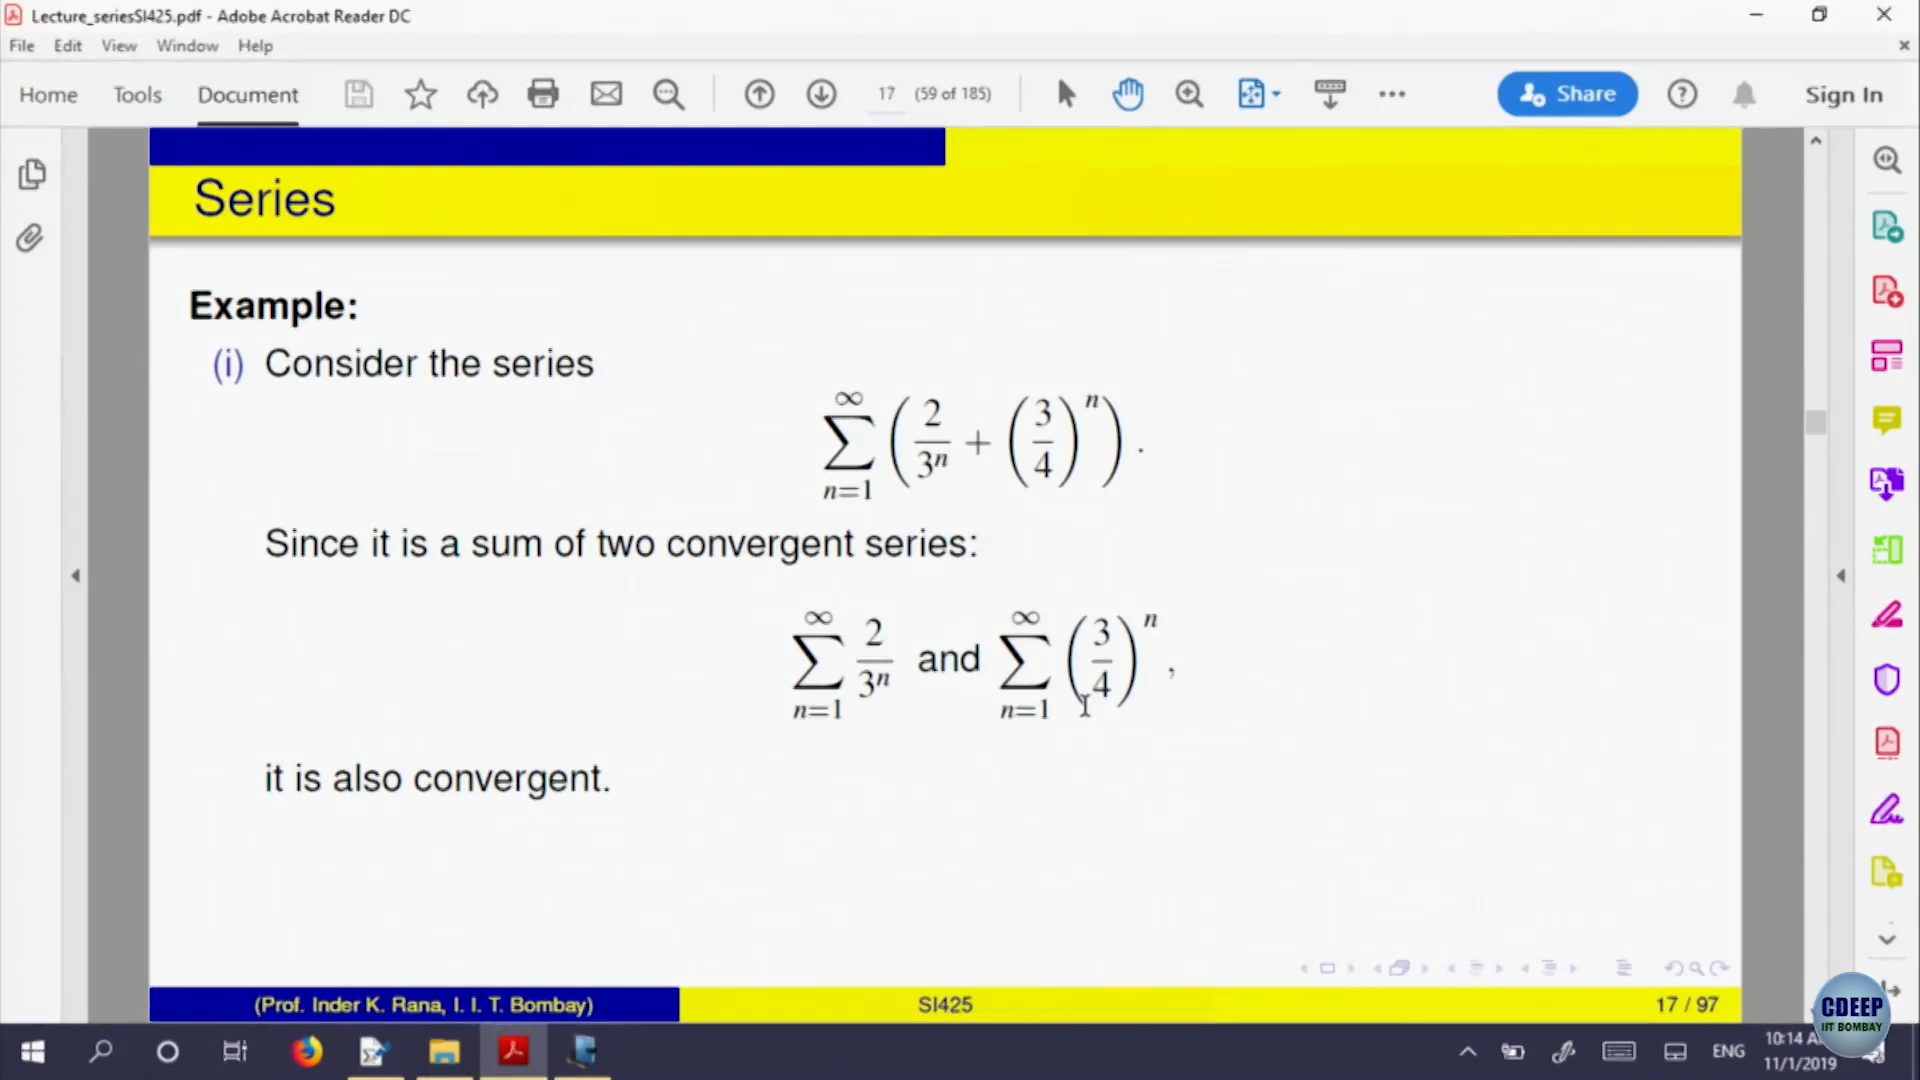 Lecture_seriesSI425.pdf - Adobe Acrobat Reader DC
File Edit View Window Help
Home Tools Document 17 (59 of 185) Share Sign In
Series
Example:
(i) Consider the series
∑_{n=1}^{∞} (2/3^n + (3/4)^n).
Since it is a sum of two convergent series:
∑_{n=1}^{∞} 2/3^n and ∑_{n=1}^{∞} (3/4)^n,
it is also convergent.
(Prof. Inder K. Rana, I. I. T. Bombay) SI425 17 / 97
CDEEP
IIT BOMBAY
ENG
10:14 A
11/1/2019